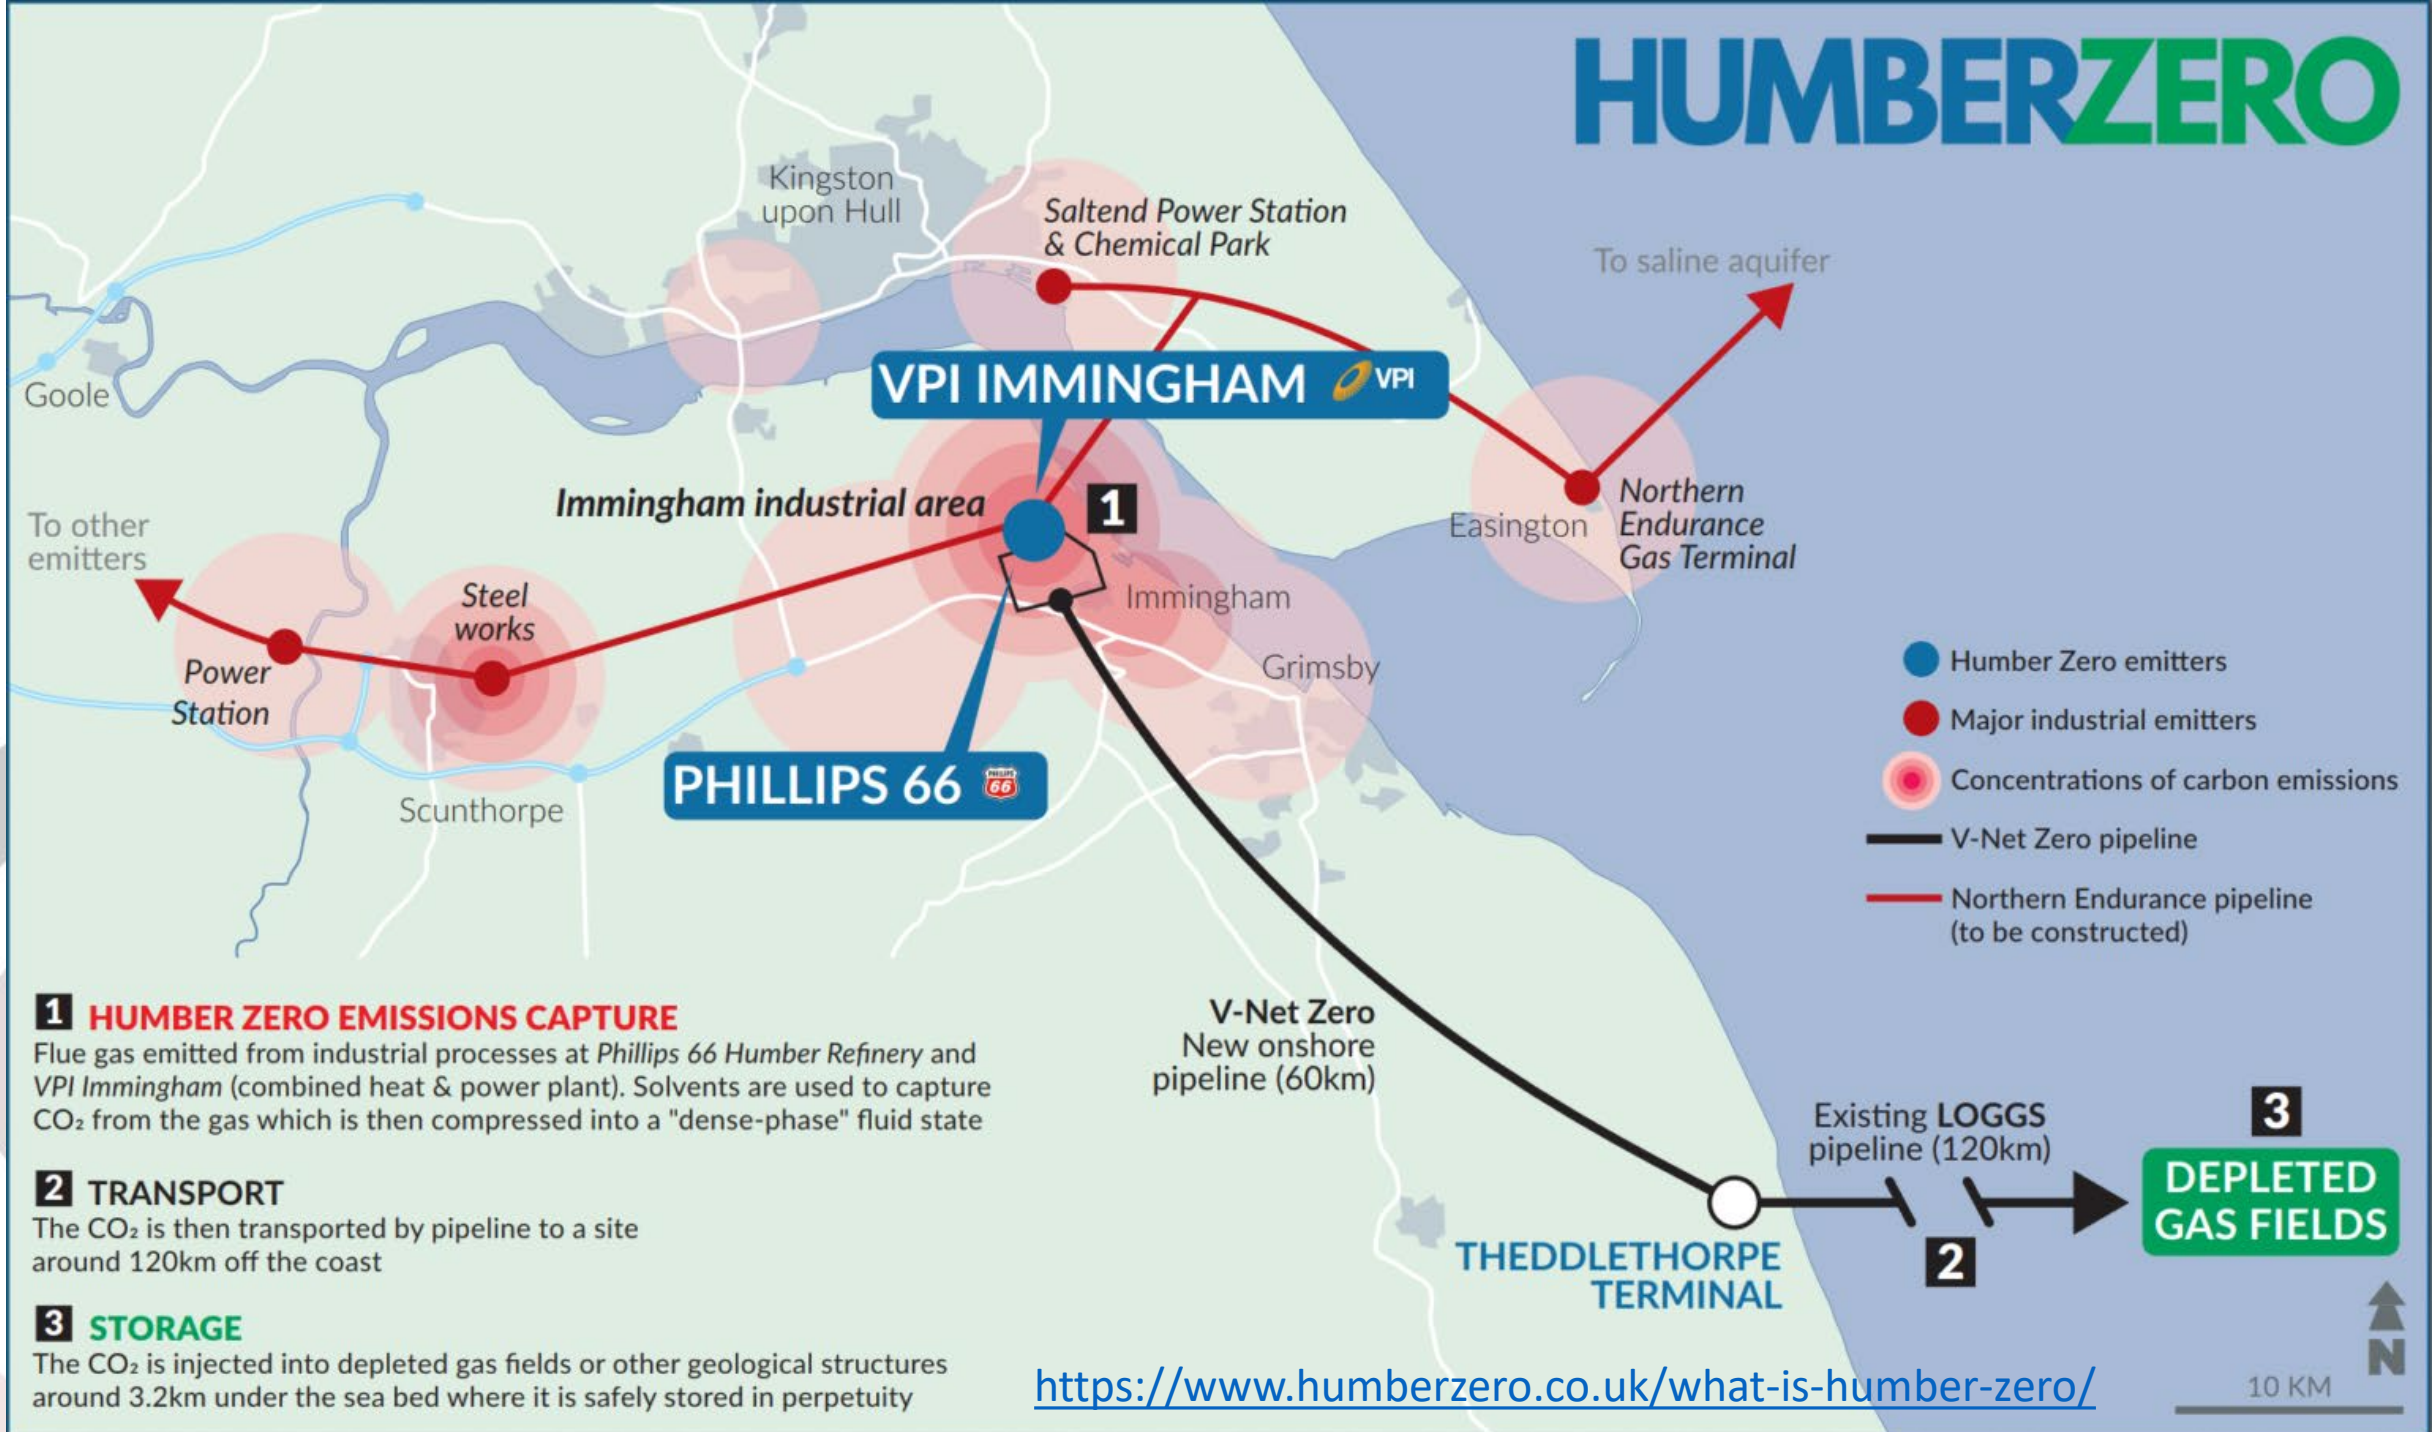 HUMBERZERO
Kingston
upon Hull
Saltend Power Station
& Chemical Park
To saline aquifer
Goole
VPI IMMINGHAM VPI
Immingham industrial area
1
Northern
Endurance
Gas Terminal
Easington
To other
emitters
Steel
works
Immingham
Power
Station
Grimsby
Humber Zero emitters
Major industrial emitters
Concentrations of carbon emissions
V-Net Zero pipeline
Northern Endurance pipeline
(to be constructed)
PHILLIPS 66 PHILLIPS 66
Scunthorpe
1 HUMBER ZERO EMISSIONS CAPTURE
Flue gas emitted from industrial processes at Phillips 66 Humber Refinery and
VPI Immingham (combined heat & power plant). Solvents are used to capture
CO₂ from the gas which is then compressed into a "dense-phase" fluid state
2 TRANSPORT
The CO₂ is then transported by pipeline to a site
around 120km off the coast
3 STORAGE
The CO₂ is injected into depleted gas fields or other geological structures
around 3.2km under the sea bed where it is safely stored in perpetuity
V-Net Zero
New onshore
pipeline (60km)
Existing LOGGS
pipeline (120km)
3
DEPLETED
GAS FIELDS
2
THEDDLETHORPE
TERMINAL
N
10 KM
https://www.humberzero.co.uk/what-is-humber-zero/